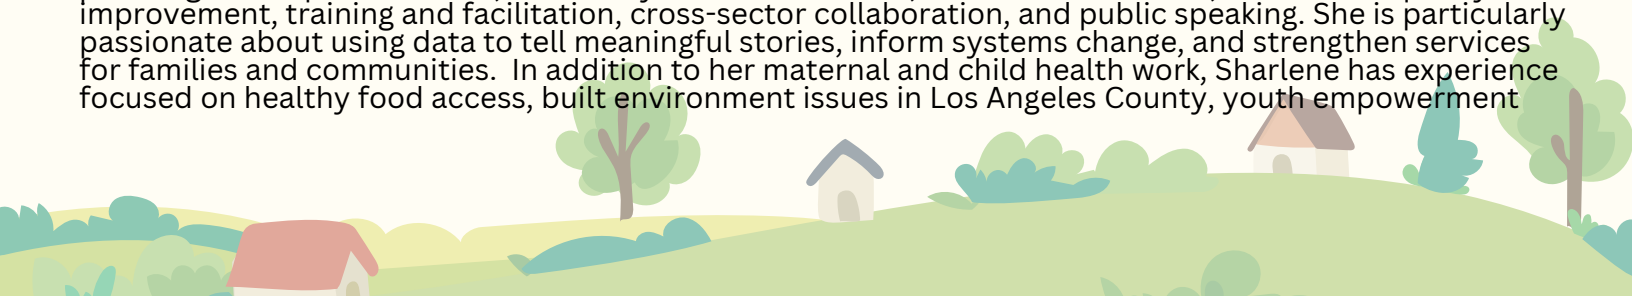 improvement, training and facilitation, cross-sector collaboration, and public speaking. She is particularly
passionate about using data to tell meaningful stories, inform systems change, and strengthen services
for families and communities.  In addition to her maternal and child health work, Sharlene has experience
focused on healthy food access, built environment issues in Los Angeles County, youth empowerment